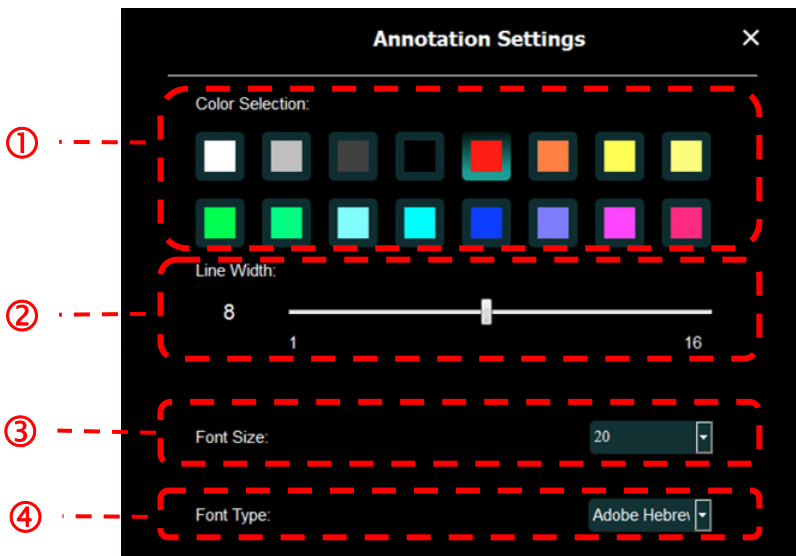 Annotation Settings
①
Color Selection:
②
Line Width:
8
1
16
③
Font Size:
20
④
Font Type:
Adobe Hebrew